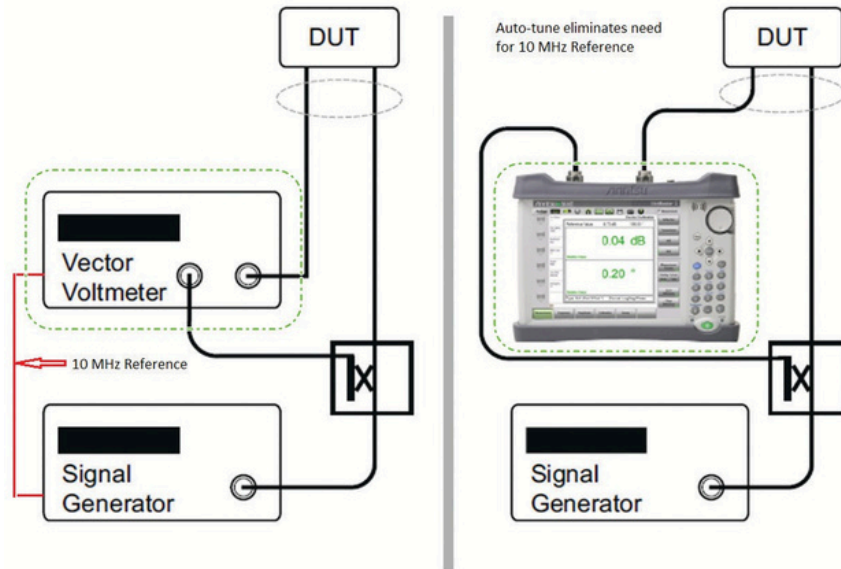 DUT
Vector
Voltmeter
10 MHz Reference
Signal
Generator
Auto-tune eliminates need
for 10 MHz Reference
DUT
Anritsu
0.04 dB
0.20 °
Signal
Generator